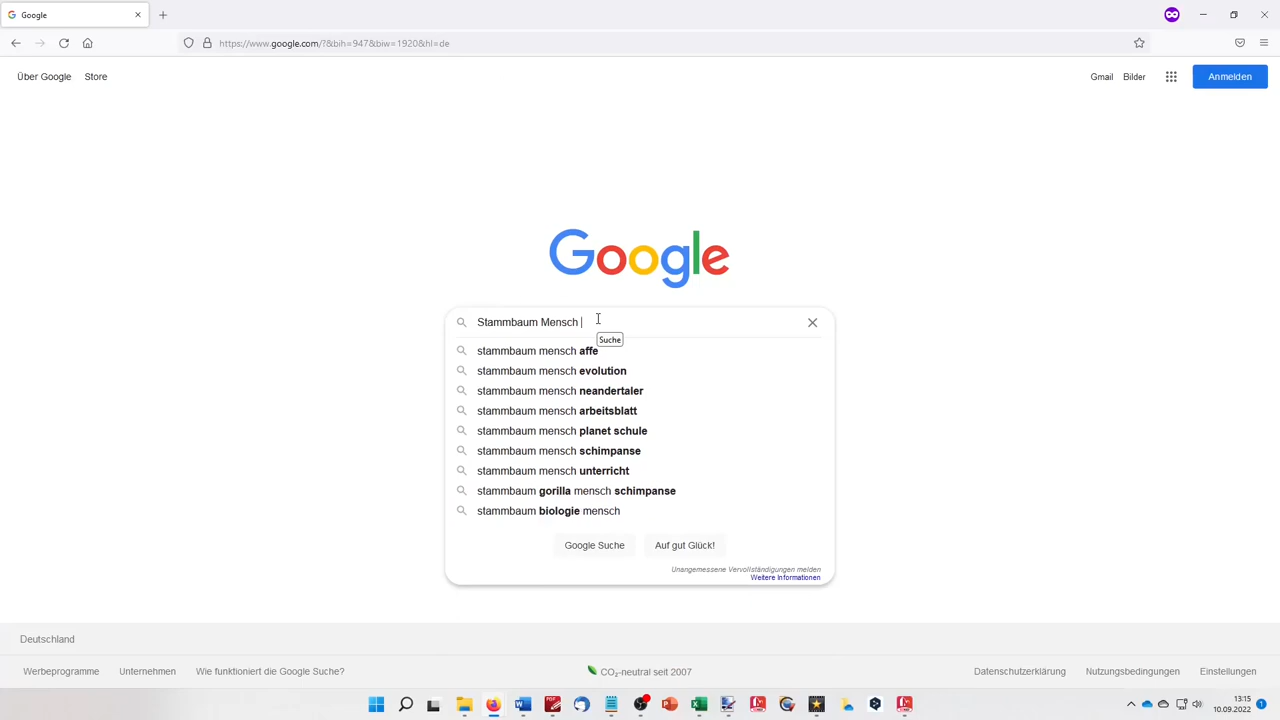 Google
https://www.google.com/?&bih=947&biw=1920&hl=de
Über Google Store
Gmail Bilder Anmelden
Google
Stammbaum Mensch
Suche
stammbaum mensch affe
stammbaum mensch evolution
stammbaum mensch neandertaler
stammbaum mensch arbeitsblatt
stammbaum mensch planet schule
stammbaum mensch schimpanse
stammbaum mensch unterricht
stammbaum gorilla mensch schimpanse
stammbaum biologie mensch
Google Suche Auf gut Glück!
Unangemessene Vervollständigungen melden
Weitere Informationen
Deutschland
Werbeprogramme Unternehmen Wie funktioniert die Google Suche? CO₂-neutral seit 2007 Datenschutzerklärung Nutzungsbedingungen Einstellungen
13:15
10.09.2022